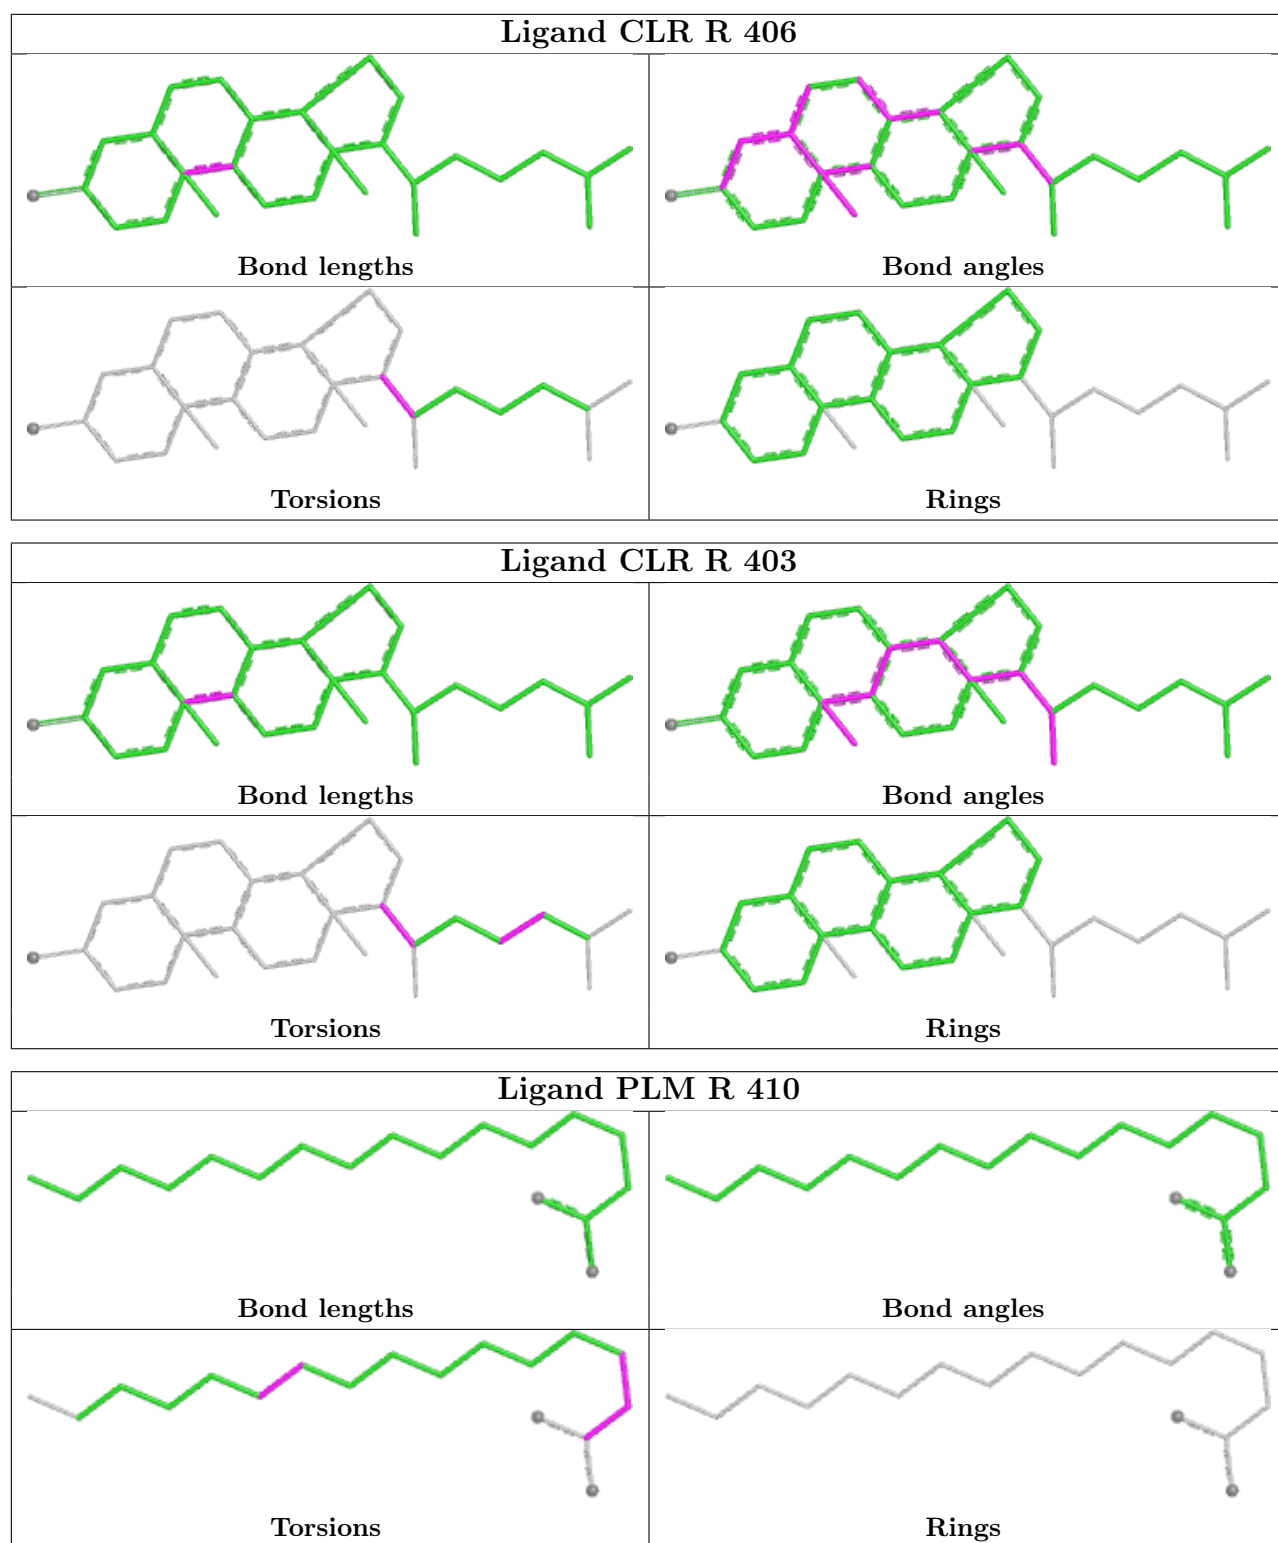 Ligand CLR R 406
Bond lengths
Bond angles
Torsions
Rings
Ligand CLR R 403
Bond lengths
Bond angles
Torsions
Rings
Ligand PLM R 410
Bond lengths
Bond angles
Torsions
Rings